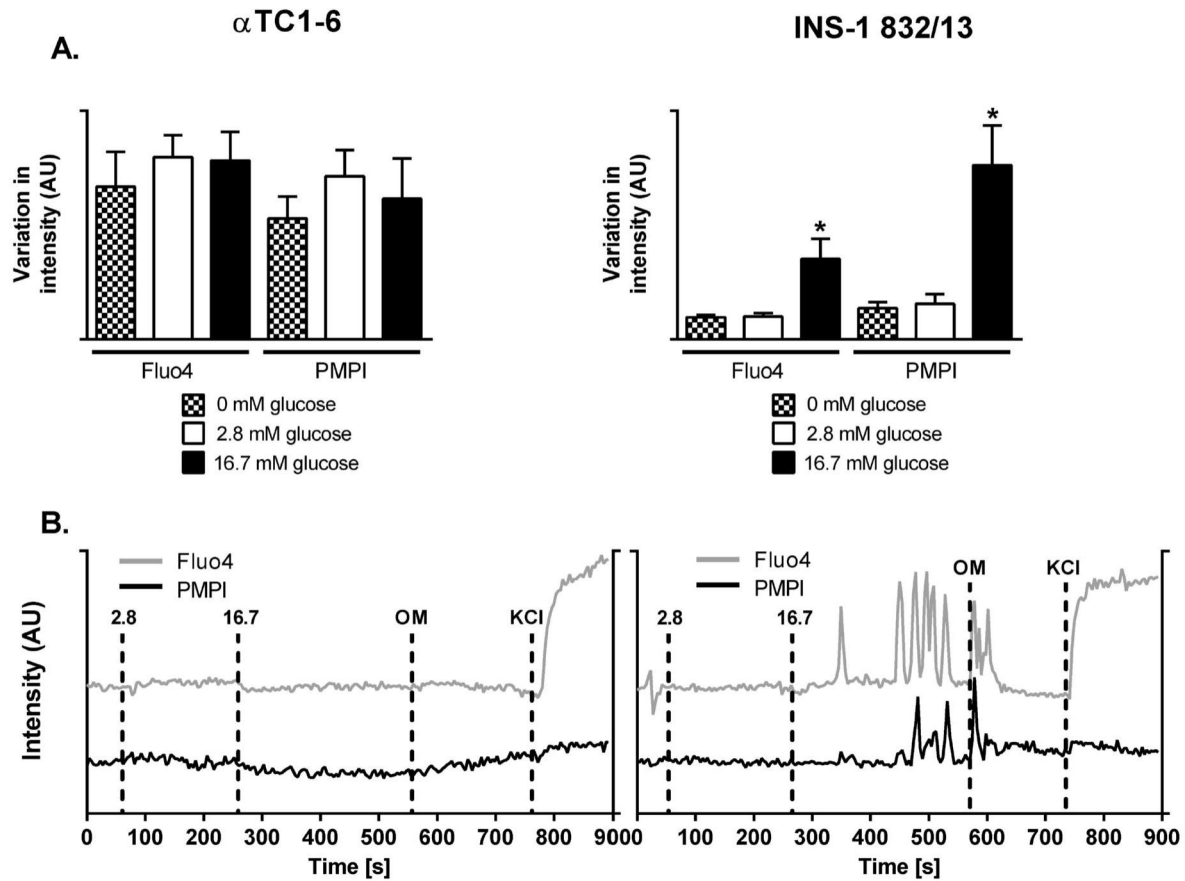 αTC1-6
INS-1 832/13
A.
Variation in
intensity (AU)
Fluo4
PMPI
0 mM glucose
2.8 mM glucose
16.7 mM glucose
Variation in
intensity (AU)
*
*
Fluo4
PMPI
0 mM glucose
2.8 mM glucose
16.7 mM glucose
B.
Intensity (AU)
Fluo4
PMPI
2.8
16.7
OM
KCl
0 100 200 300 400 500 600 700 800 900
Time [s]
Fluo4
PMPI
2.8
16.7
OM
KCl
0 100 200 300 400 500 600 700 800 900
Time [s]